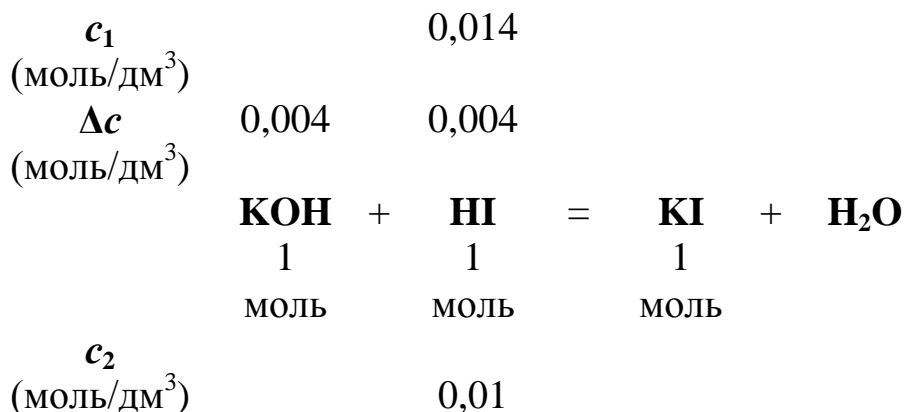 c₁ 0,014
(моль/дм³)
Δc 0,004 0,004
(моль/дм³)
KOH + HI = KI + H₂O
1 1 1
моль моль моль
c₂
(моль/дм³) 0,01